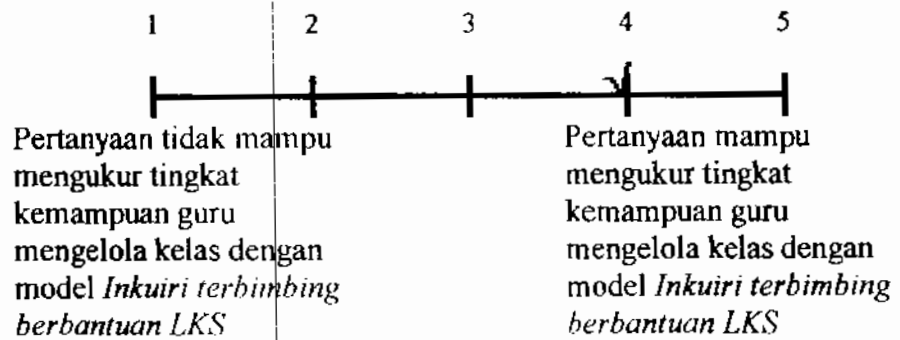 1 2 3 4 5
Pertanyaan tidak mampu
mengukur tingkat
kemampuan guru
mengelola kelas dengan
model Inkuiri terbimbing
berbantuan LKS
Pertanyaan mampu
mengukur tingkat
kemampuan guru
mengelola kelas dengan
model Inkuiri terbimbing
berbantuan LKS